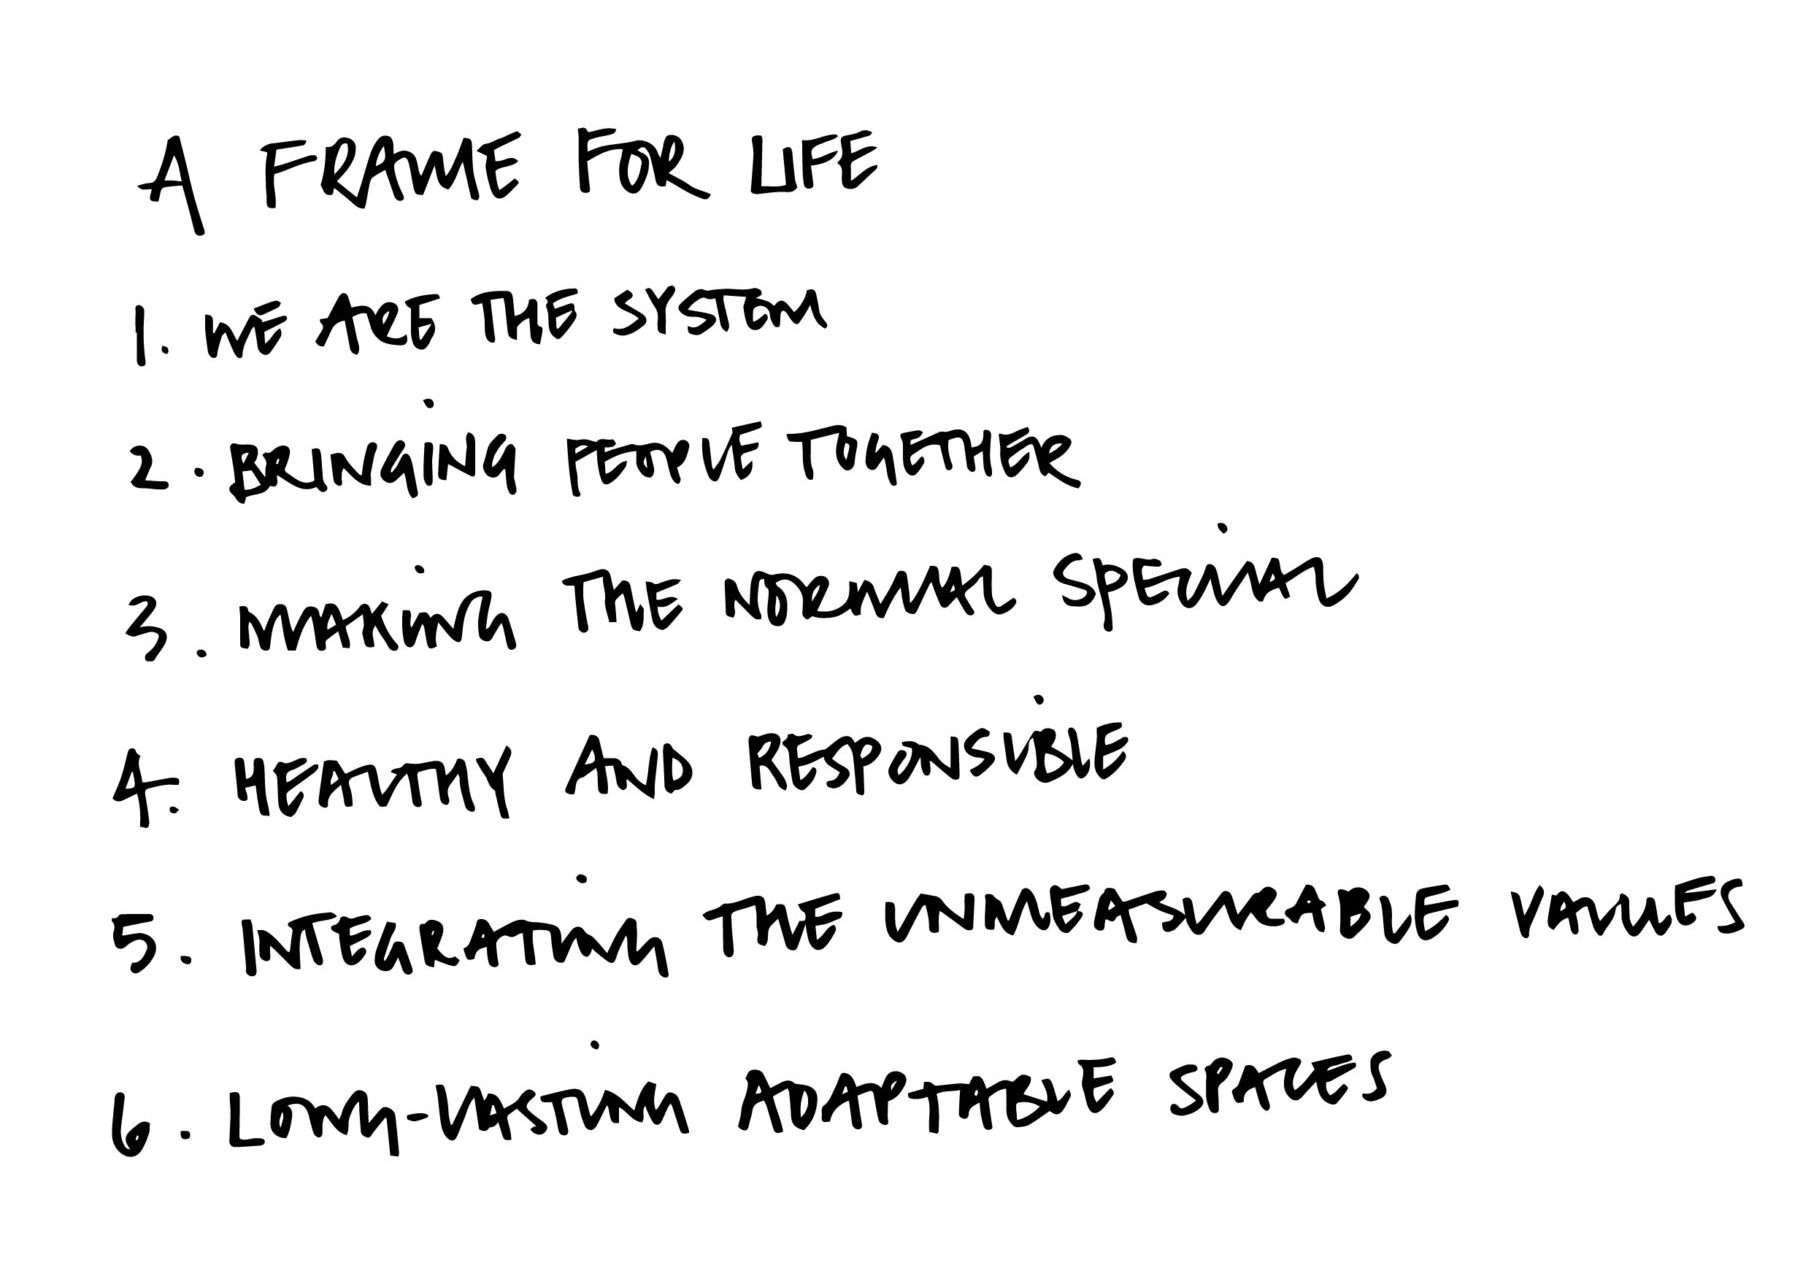 A FRAME FOR LIFE
1. WE ARE THE SYSTEM
2. BRINGING PEOPLE TOGETHER
3. MAKING THE NORMAL SPECIAL
4. HEALTHY AND RESPONSIBLE
5. INTEGRATING THE UNMEASURABLE VALUES
6. LONG-LASTING ADAPTABLE SPACES